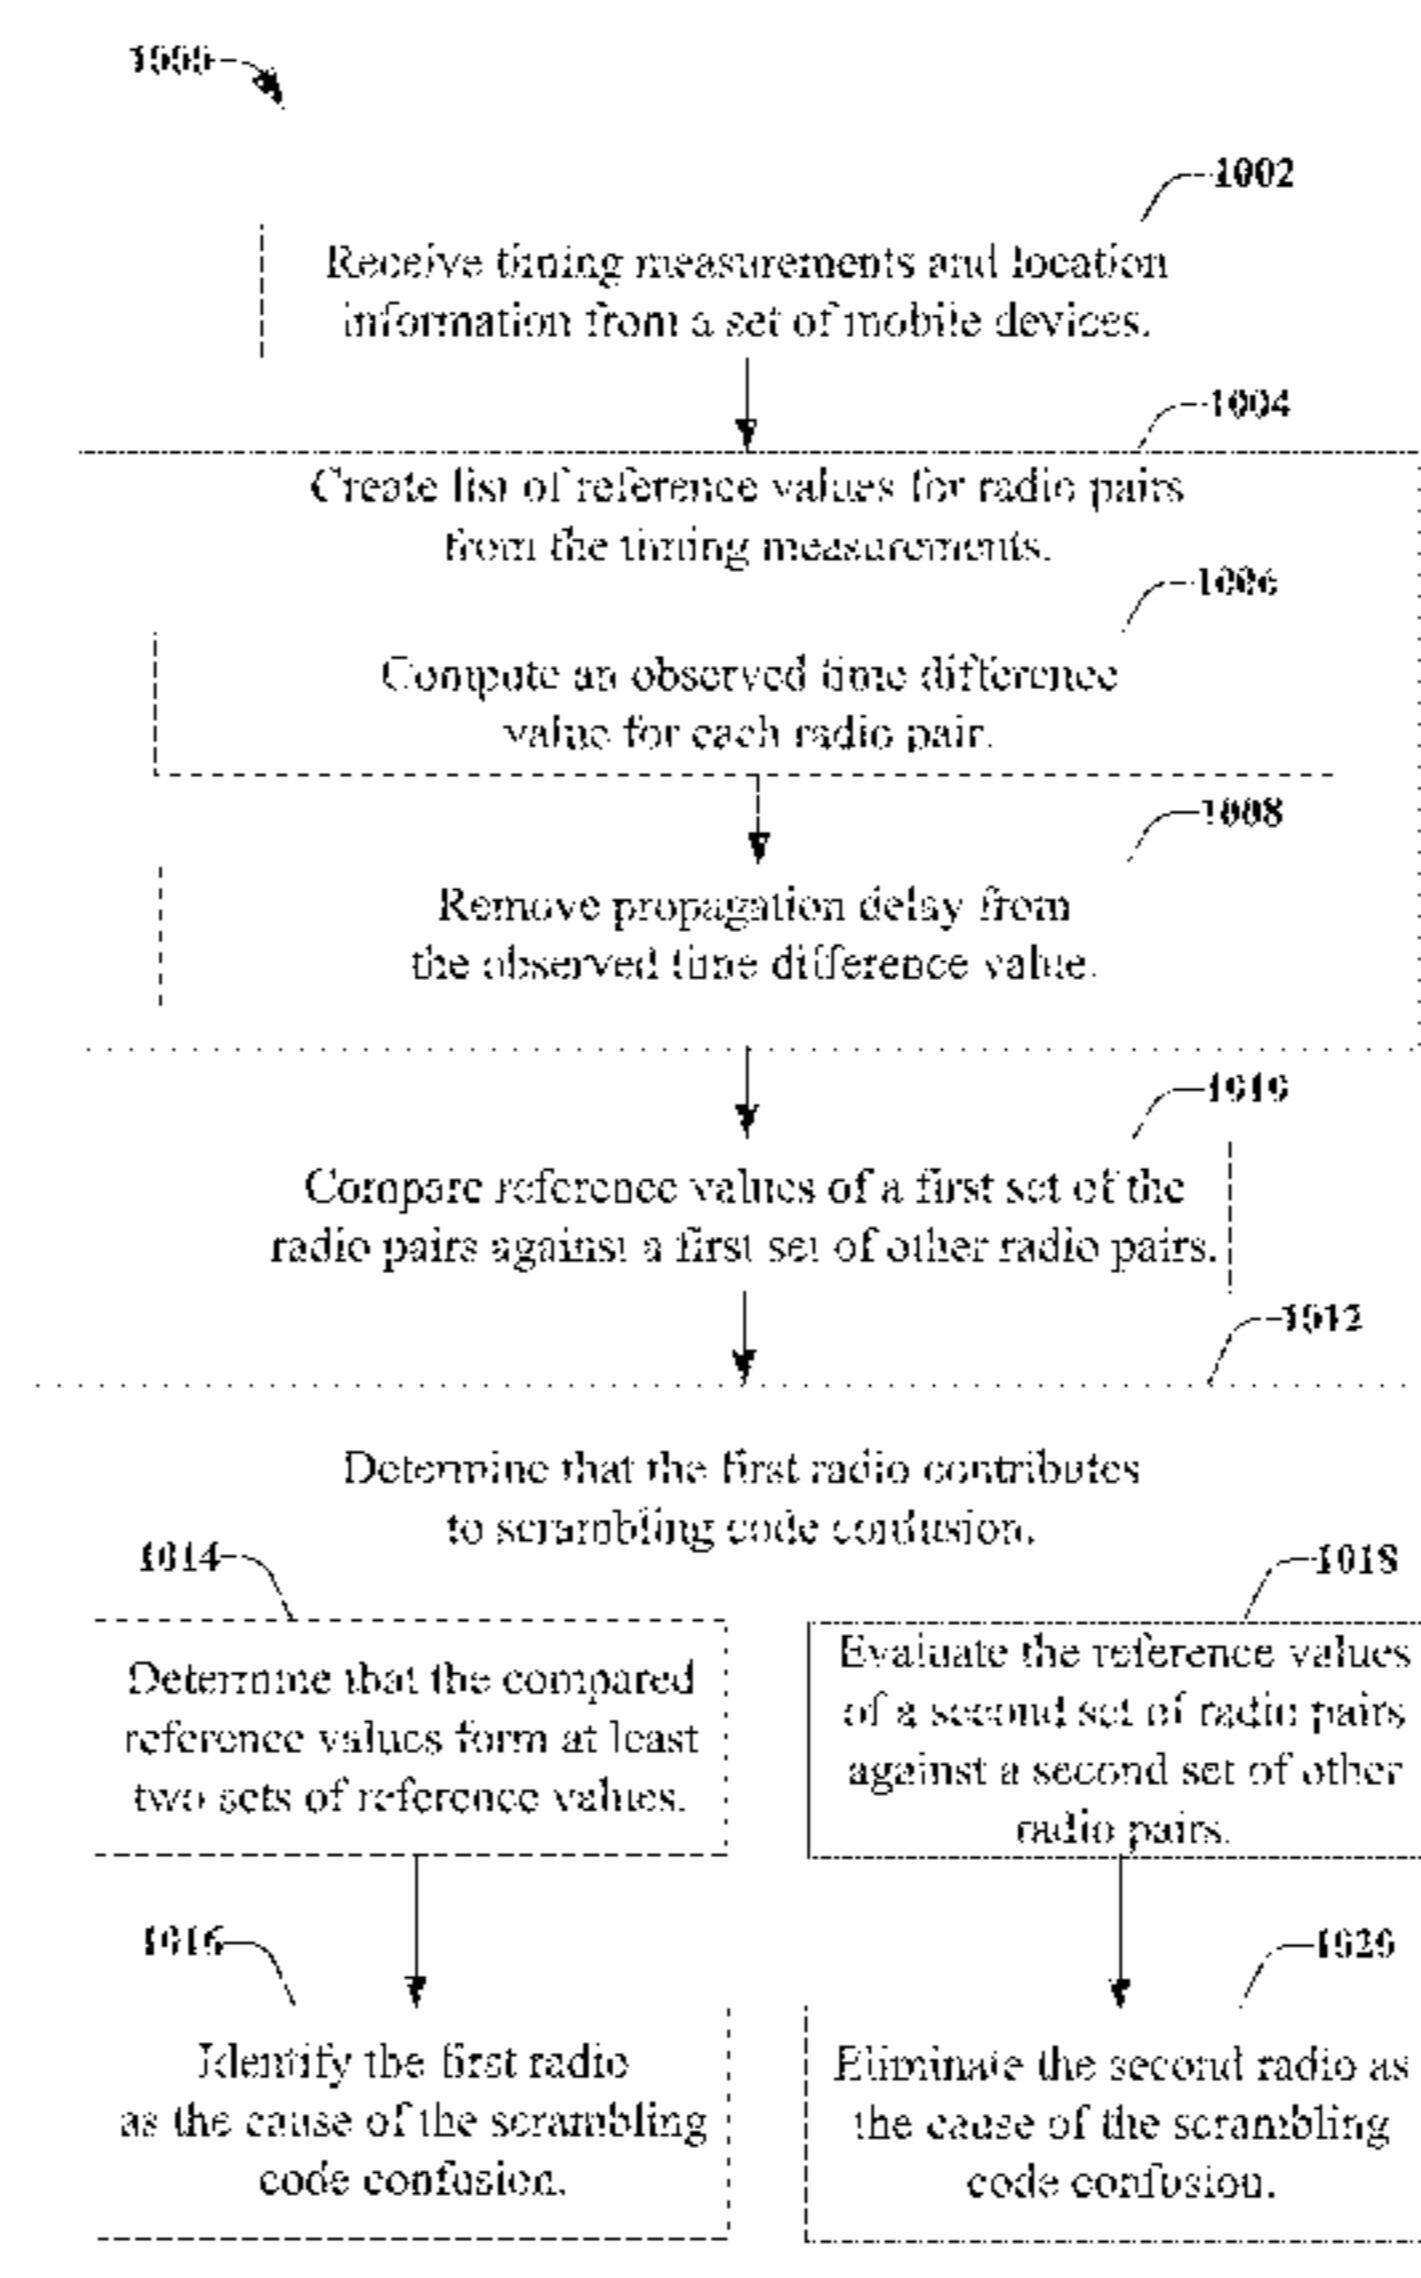 1000
1002
Receive timing measurements and location
information from a set of mobile devices.
1004
Create list of reference values for radio pairs
from the timing measurements.
1006
Compute an observed time difference
value for each radio pair.
1008
Remove propagation delay from
the observed time difference value.
1010
Compare reference values of a first set of the
radio pairs against a first set of other radio pairs.
1012
Determine that the first radio contributes
to scrambling code confusion.
1014
Determine that the compared
reference values form at least
two sets of reference values.
1018
Evaluate the reference values
of a second set of radio pairs
against a second set of other
radio pairs.
1016
Identify the first radio
as the cause of the scrambling
code confusion.
1020
Eliminate the second radio as
the cause of the scrambling
code confusion.